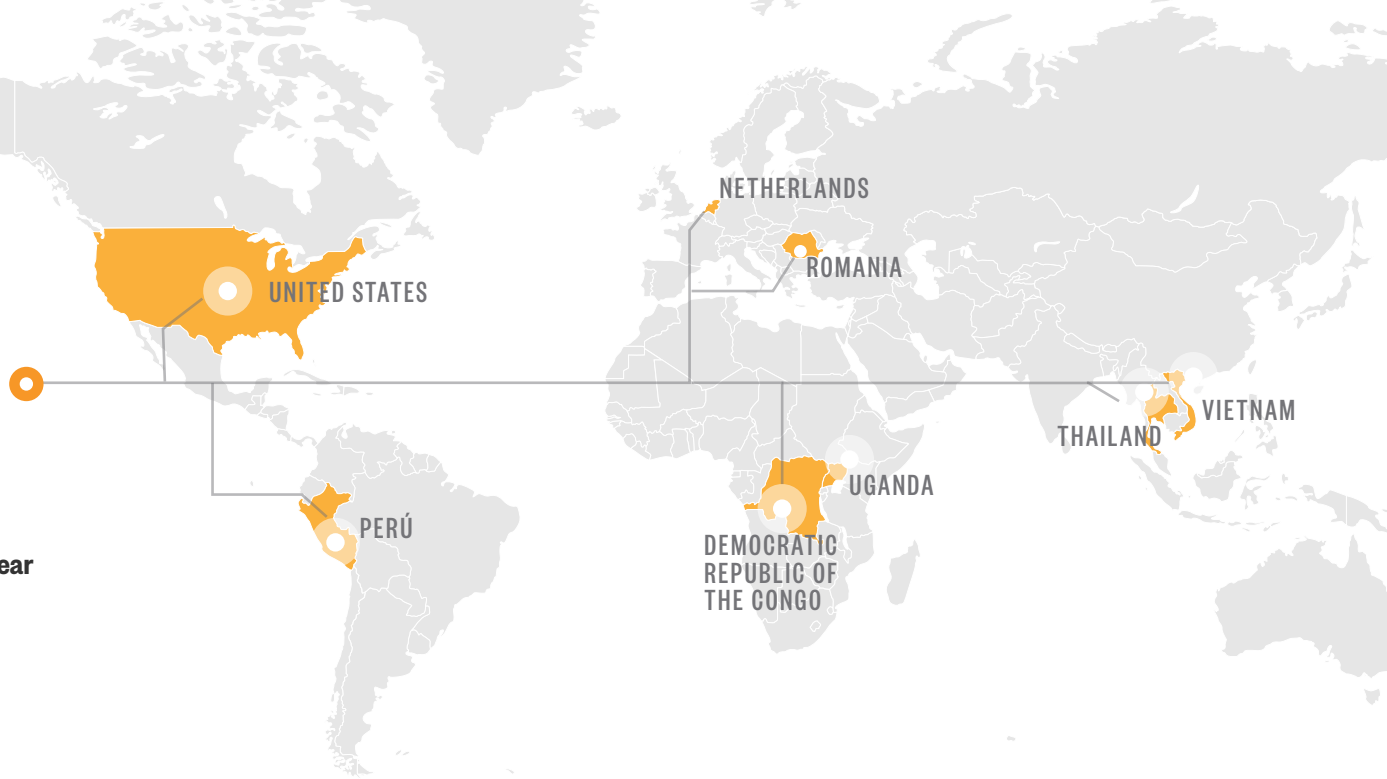 NETHERLANDS
ROMANIA
UNITED STATES
VIETNAM
THAILAND
UGANDA
PERÚ
DEMOCRATIC
REPUBLIC OF
THE CONGO
ear